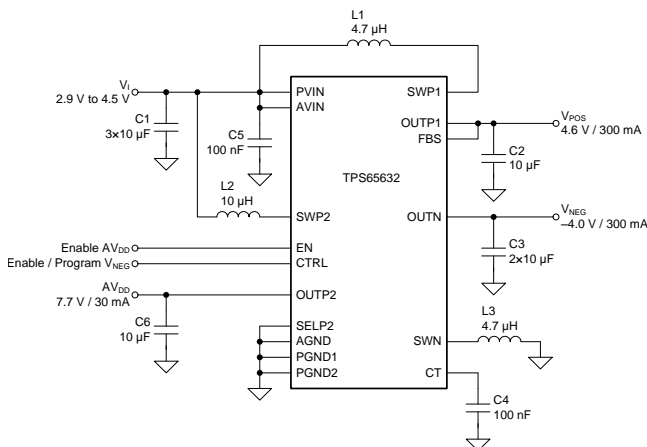 L1
4.7 µH
VI
2.9 V to 4.5 V
PVIN
SWP1
AVIN
C1
3×10 µF
C5
100 nF
OUTP1
FBS
VPOS
4.6 V / 300 mA
C2
10 µF
TPS65632
L2
10 µH
SWP2
OUTN
VNEG
–4.0 V / 300 mA
Enable AVDD
EN
Enable / Program VNEG
CTRL
C3
2×10 µF
AVDD
7.7 V / 30 mA
OUTP2
C6
10 µF
L3
4.7 µH
SELP2
AGND
SWN
PGND1
PGND2
CT
C4
100 nF